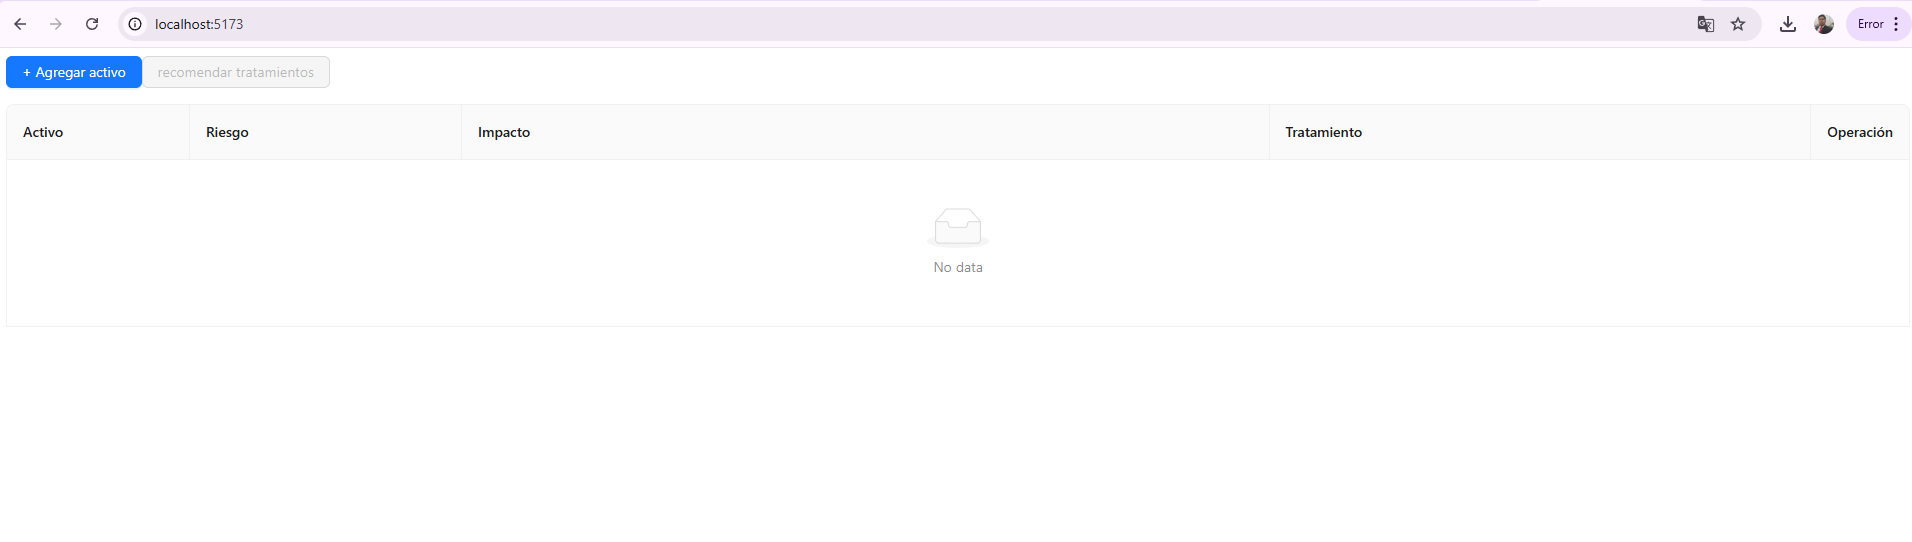 localhost:5173
Error
+ Agregar activo
recomendar tratamientos
Activo Riesgo Impacto Tratamiento Operación
No data